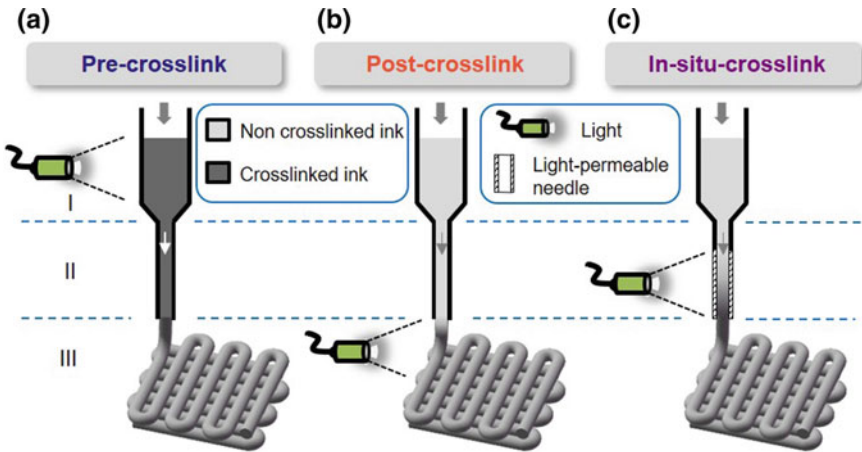 (a)
Pre-crosslink
(b)
Post-crosslink
(c)
In-situ-crosslink
Non crosslinked ink
Crosslinked ink
Light
Light-permeable
needle
I
II
III